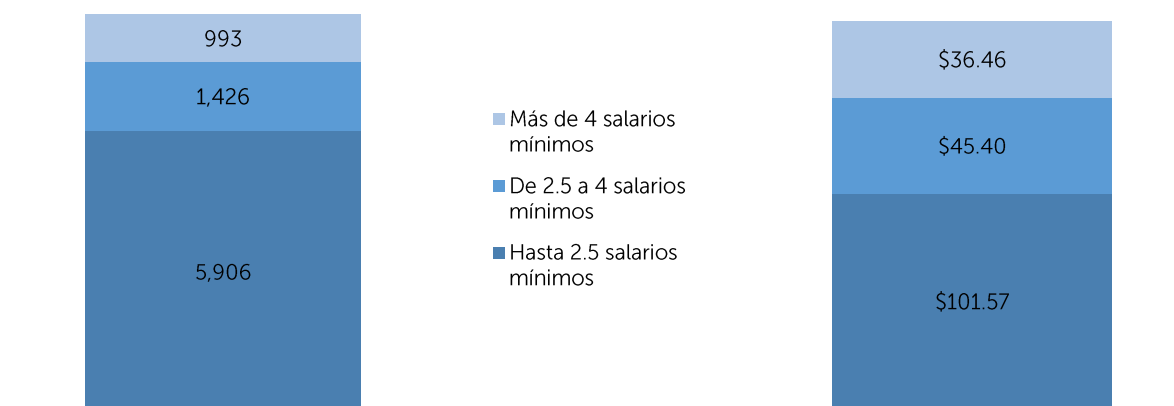 993
1,426
5,906
Más de 4 salarios
mínimos
De 2.5 a 4 salarios
mínimos
Hasta 2.5 salarios
mínimos
$36.46
$45.40
$101.57